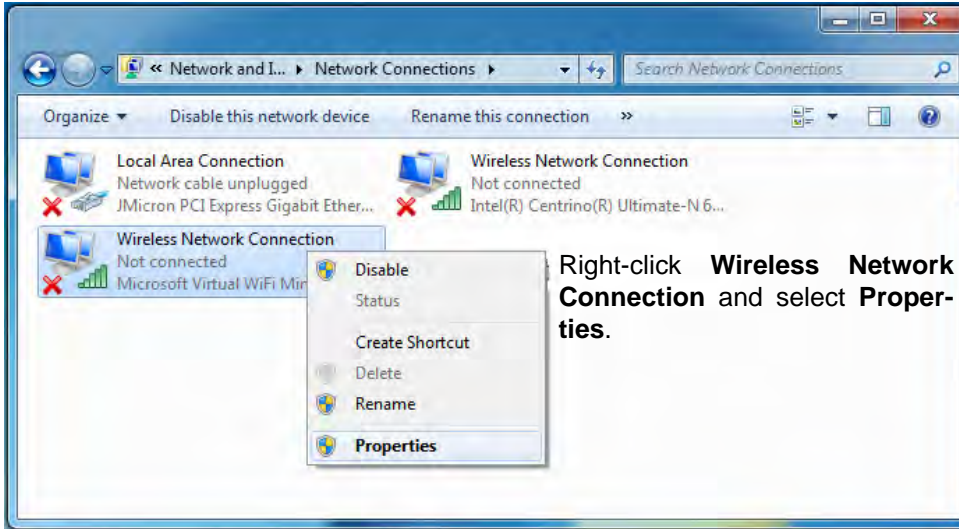 « Network and I... ▸ Network Connections ▸
Search Network Connections
Organize ▾ Disable this network device Rename this connection »
Local Area Connection
Network cable unplugged
JMicron PCI Express Gigabit Ether...
Wireless Network Connection
Not connected
Intel(R) Centrino(R) Ultimate-N 6...
Wireless Network Connection
Not connected
Microsoft Virtual WiFi Min
Disable
Status
Create Shortcut
Delete
Rename
Properties
Right-click Wireless Network
Connection and select Proper-
ties.